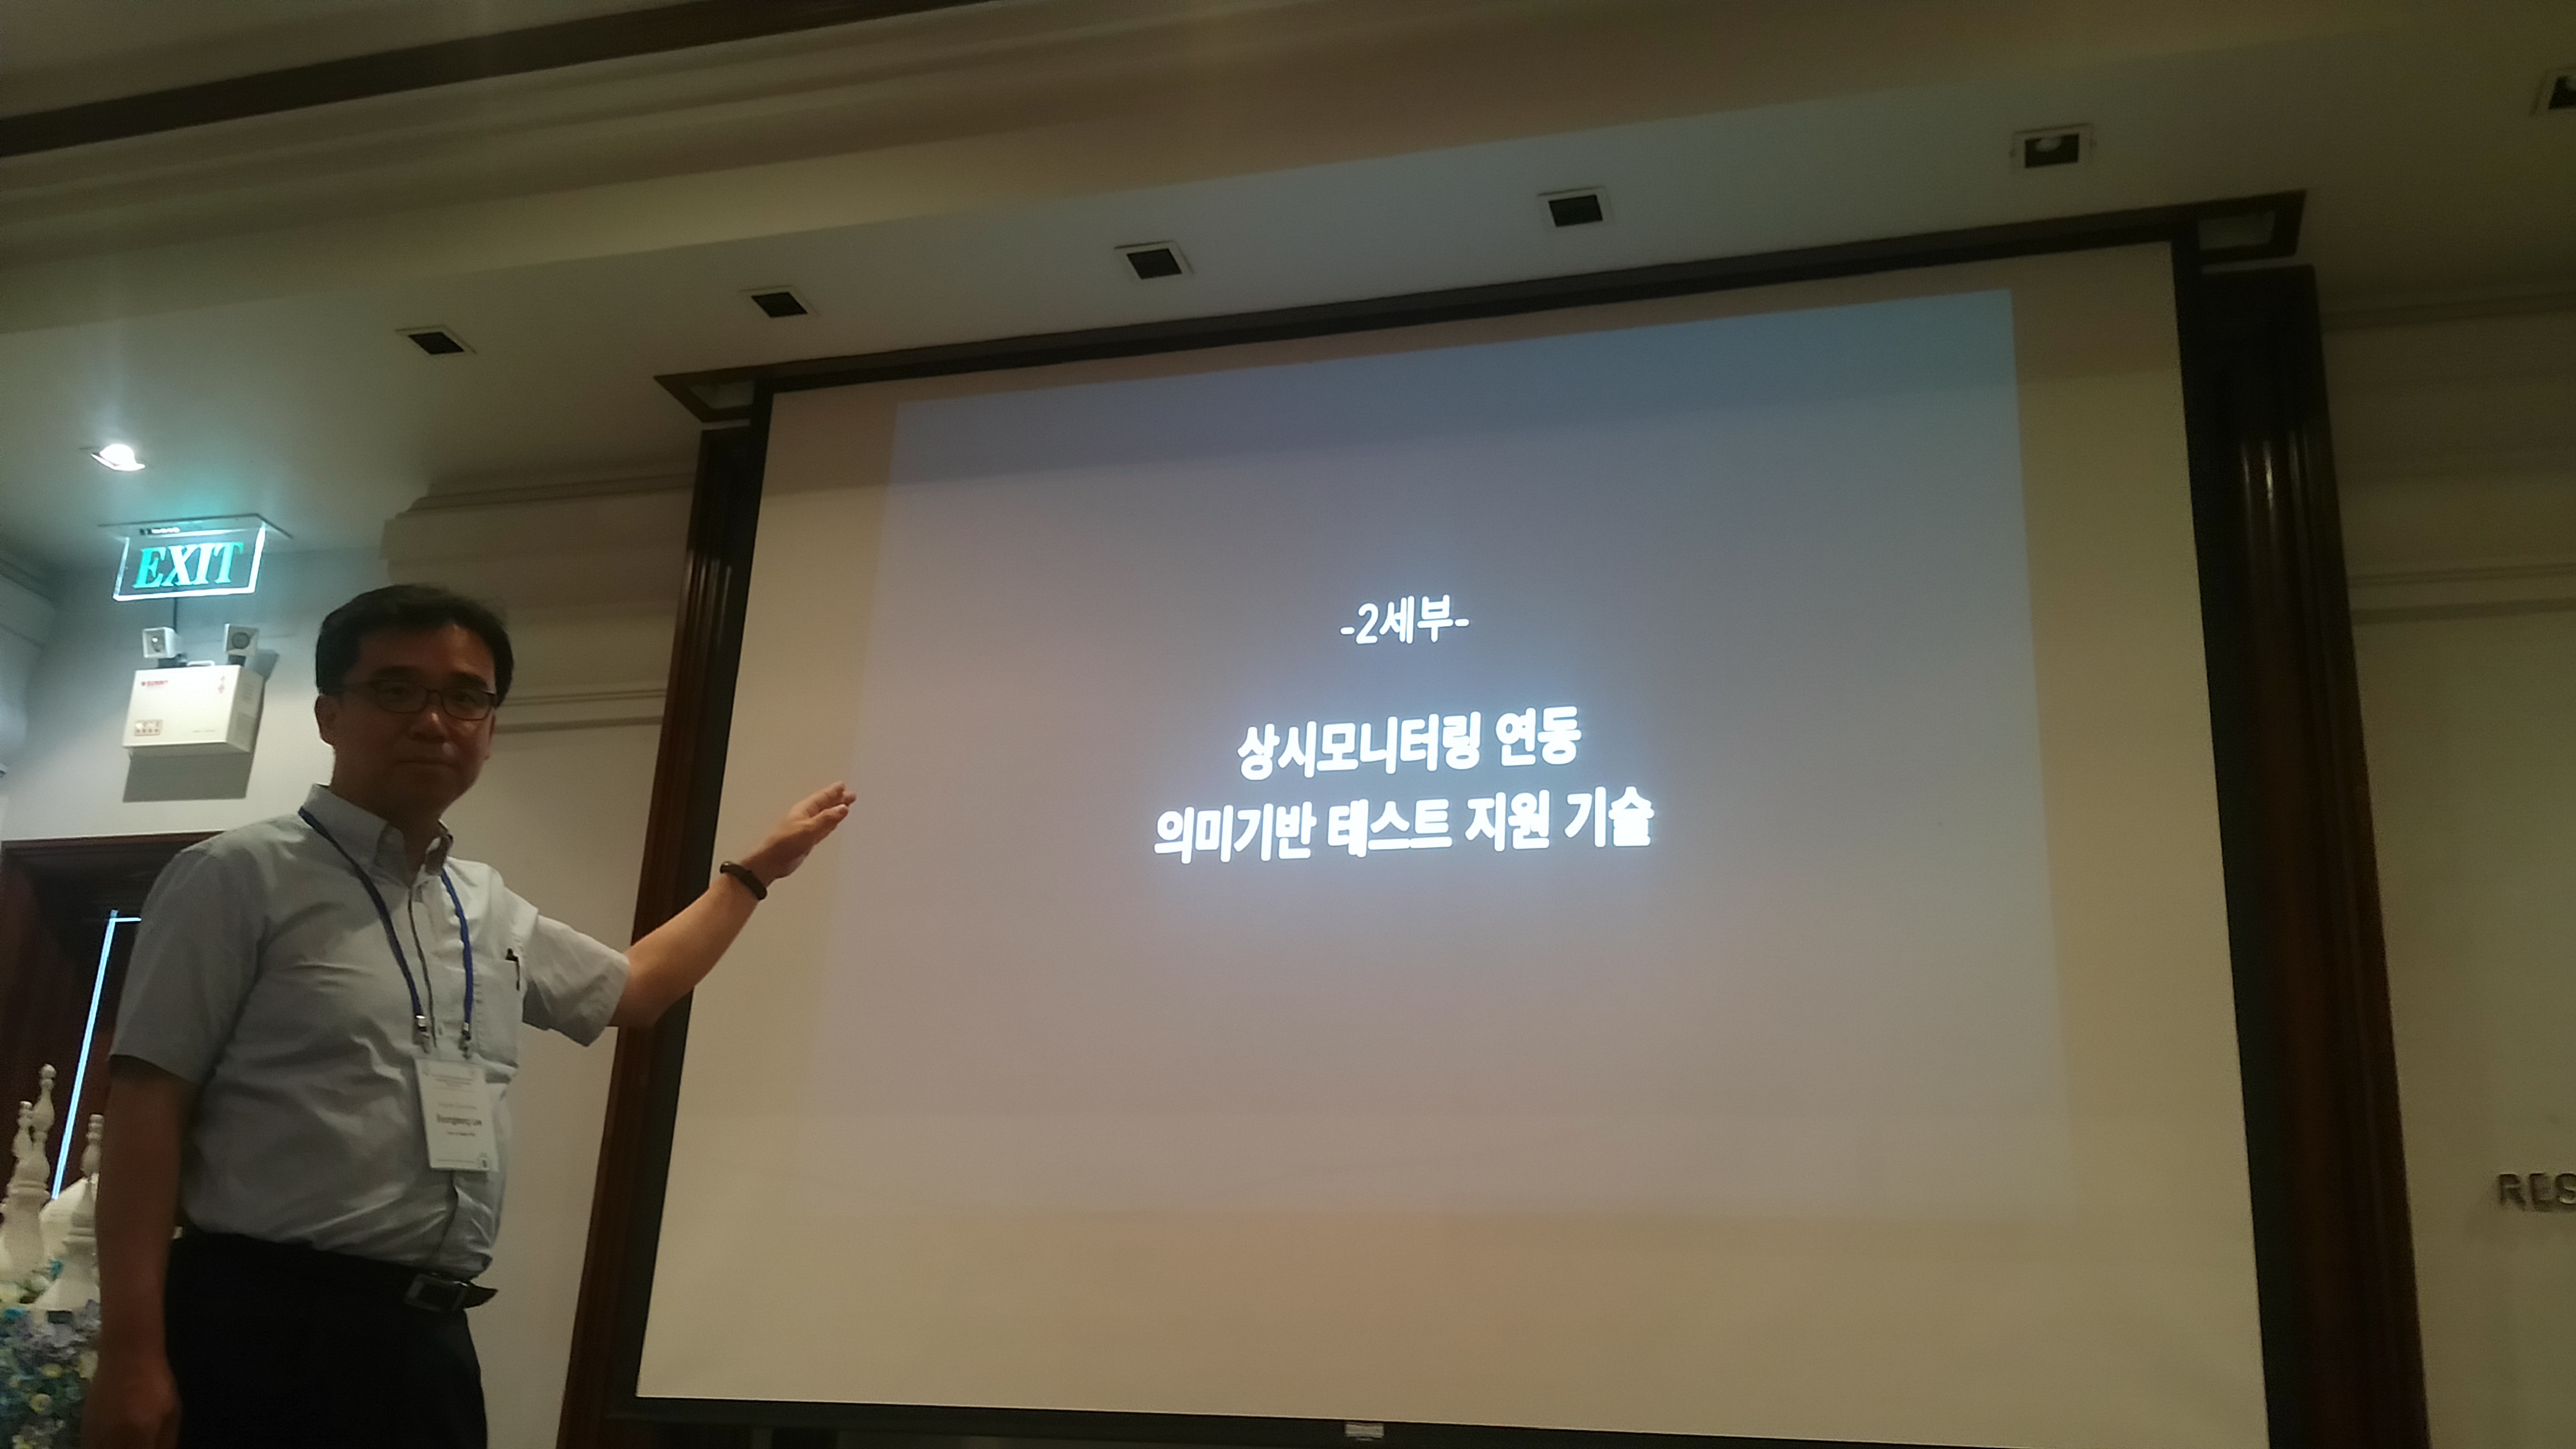 EXIT
-2세부-
상시모니터링 연동
의미기반 테스트 지원 기술
RES